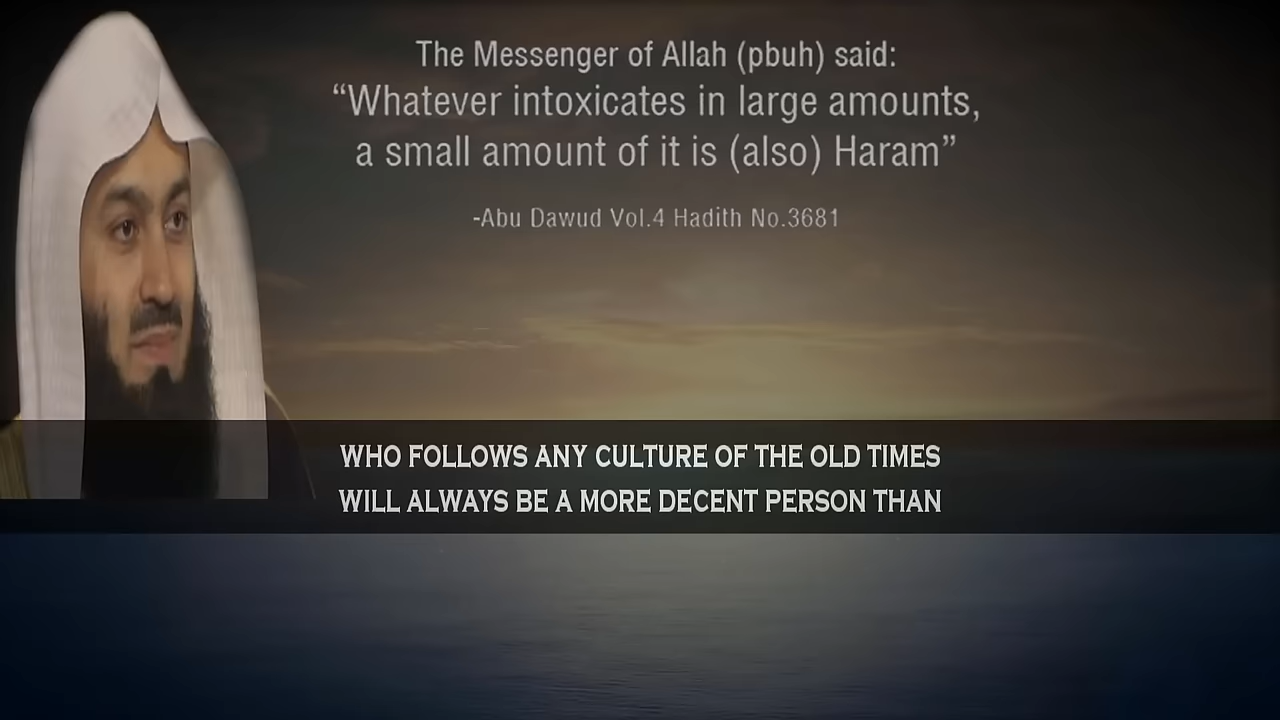 The Messenger of Allah (pbuh) said:
“Whatever intoxicates in large amounts,
a small amount of it is (also) Haram”
-Abu Dawud Vol.4 Hadith No.3681
WHO FOLLOWS ANY CULTURE OF THE OLD TIMES
WILL ALWAYS BE A MORE DECENT PERSON THAN